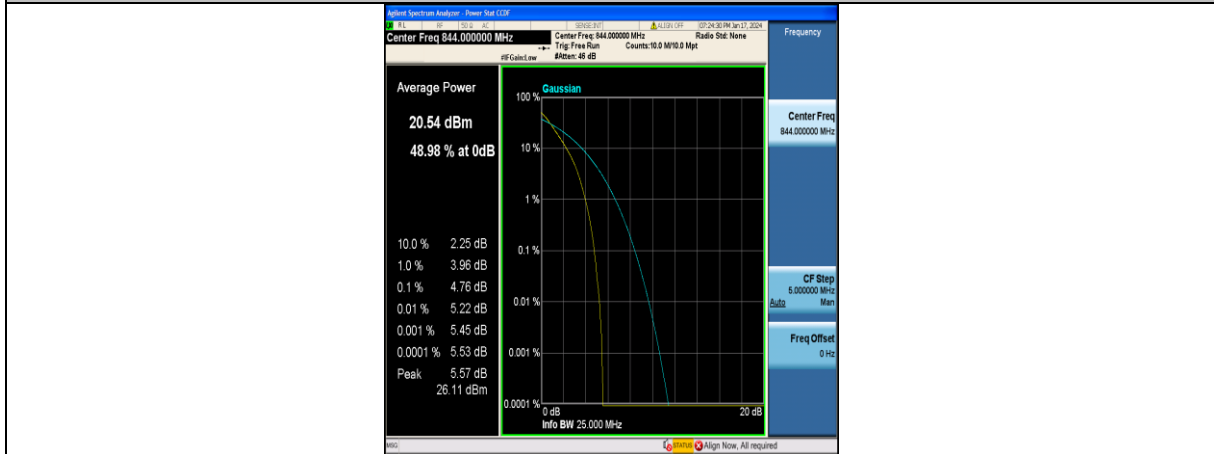 Agilent Spectrum Analyzer - Power Stat CCDF
RL RF 50 Ω AC SENSE:INT ALIGN OFF 07:24:30 PM Jan 17, 2024
Center Freq 844.000000 MHz
Center Freq: 844.000000 MHz Radio Std: None
Trig: Free Run Counts:10.0 M/10.0 Mpt
#IFGain:Low #Atten: 46 dB
Frequency
Average Power
20.54 dBm
48.98 % at 0dB
10.0 % 2.25 dB
1.0 % 3.96 dB
0.1 % 4.76 dB
0.01 % 5.22 dB
0.001 % 5.45 dB
0.0001 % 5.53 dB
Peak 5.57 dB
26.11 dBm
Gaussian
100 %
10 %
1 %
0.1 %
0.01 %
0.001 %
0.0001 %
0 dB 20 dB
Info BW 25.000 MHz
Center Freq
844.000000 MHz
CF Step
5.000000 MHz
Auto Man
Freq Offset
0 Hz
MSG STATUS Align Now, All required